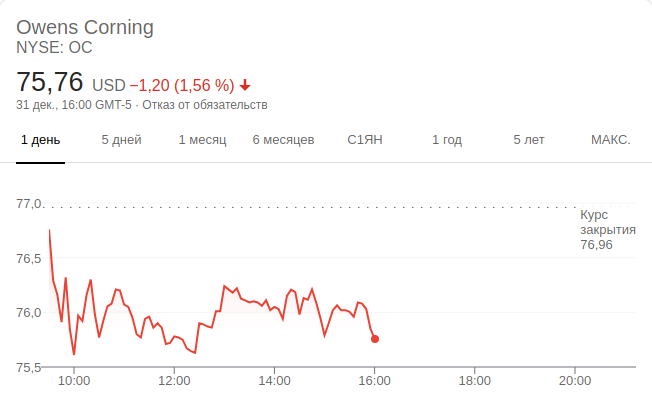 Owens Corning
NYSE: OC
75,76 USD −1,20 (1,56 %)
31 дек., 16:00 GMT-5 · Отказ от обязательств
1 день 5 дней 1 месяц 6 месяцев С1ЯН 1 год 5 лет МАКС.
77,0
Курс
закрытия
76,96
76,5
76,0
75,5
10:00 12:00 14:00 16:00 18:00 20:00